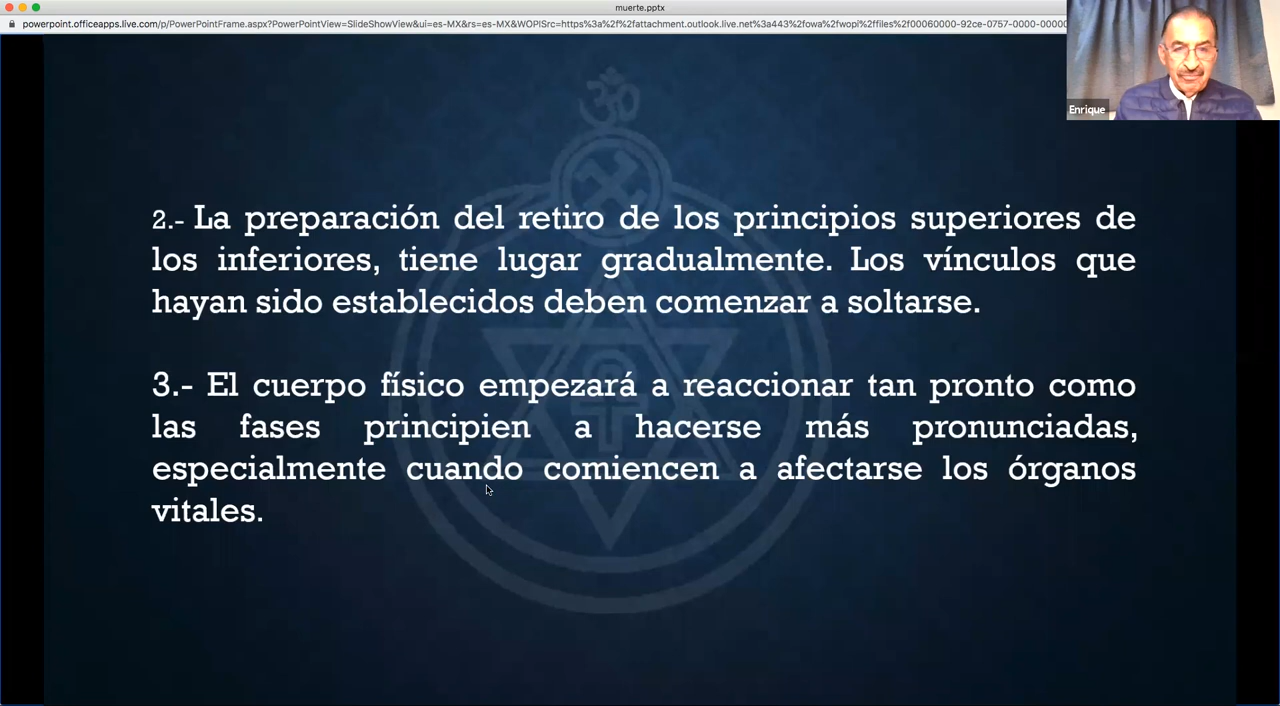 muerte.pptx
powerpoint.officeapps.live.com/p/PowerPointFrame.aspx?PowerPointView=SlideShowView&ui=es-MX&rs=es-MX&WOPISrc=https%3a%2f%2fattachment.outlook.live.net%3a443%2fowa%2fwopi%2ffiles%2f00060000-92ce-0757-0000-00000
Enrique
2.- La preparación del retiro de los principios superiores de
los inferiores, tiene lugar gradualmente. Los vínculos que
hayan sido establecidos deben comenzar a soltarse.
3.- El cuerpo físico empezará a reaccionar tan pronto como
las fases principien a hacerse más pronunciadas,
especialmente cuando comiencen a afectarse los órganos
vitales.